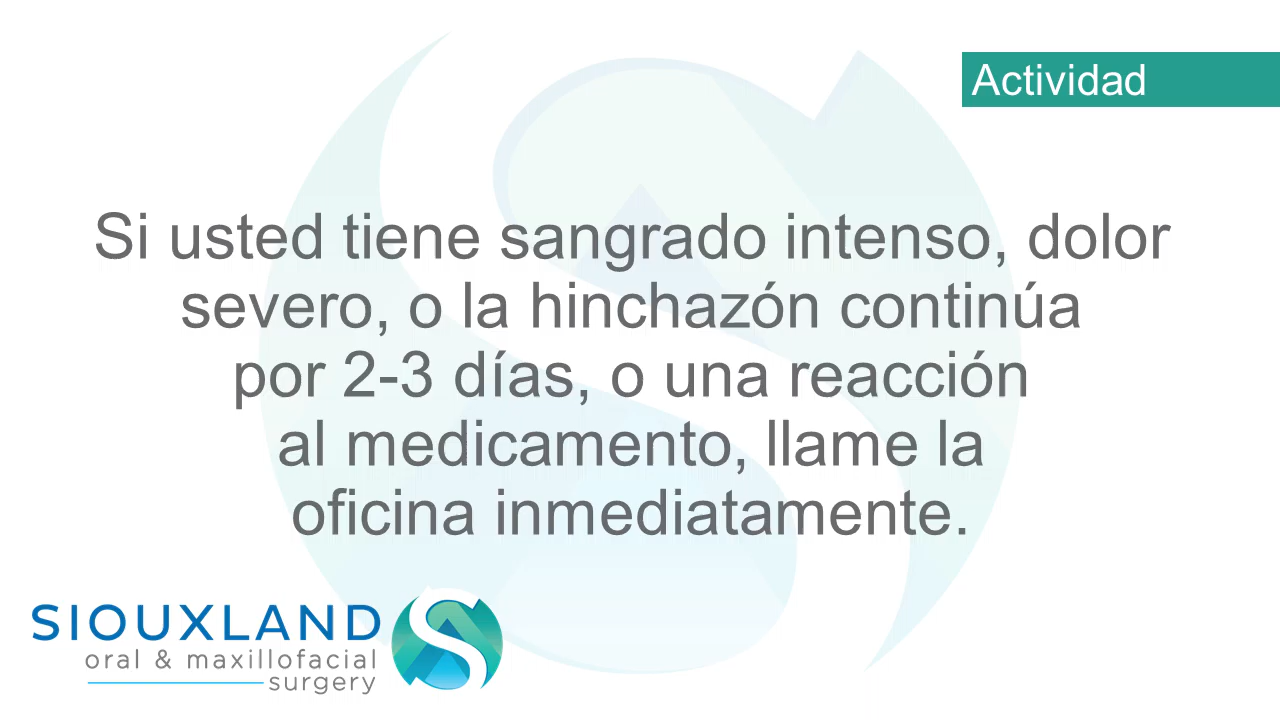 Actividad
Si usted tiene sangrado intenso, dolor
severo, o la hinchazón continúa
por 2-3 días, o una reacción
al medicamento, llame la
oficina inmediatamente.
SIOUXLAND
oral & maxillofacial
surgery